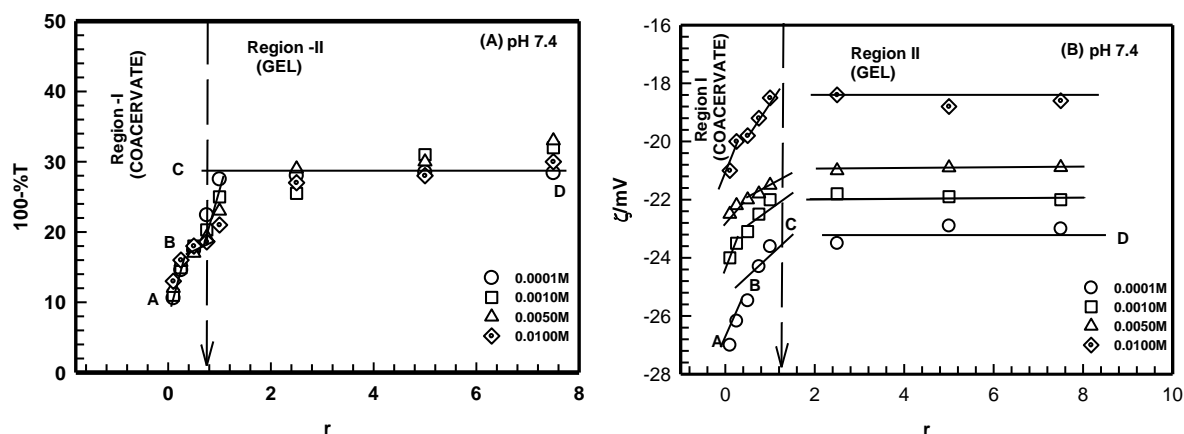 (A) pH 7.4
Region -I
(COACERVATE)
Region -II
(GEL)
50
40
30
20
10
0
100-%T
A
B
C
D
0.0001M
0.0010M
0.0050M
0.0100M
0
2
4
6
8
r
(B) pH 7.4
Region I
(COACERVATE)
Region II
(GEL)
-16
-18
-20
-22
-24
-26
-28
ζ/mV
A
B
C
D
0.0001M
0.0010M
0.0050M
0.0100M
0
2
4
6
8
10
r